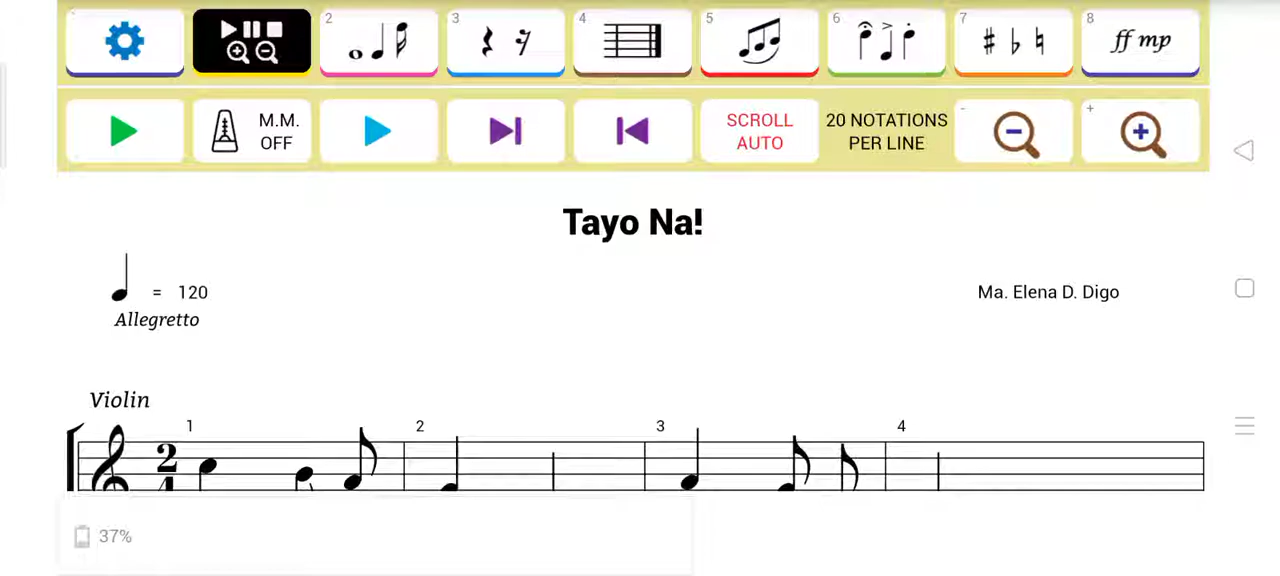 2 3 4 5 6 7 8
ff mp
M.M.
OFF
SCROLL
AUTO
20 NOTATIONS
PER LINE
- +
Tayo Na!
= 120
Ma. Elena D. Digo
Allegretto
Violin
1 2 3 4
2
37%